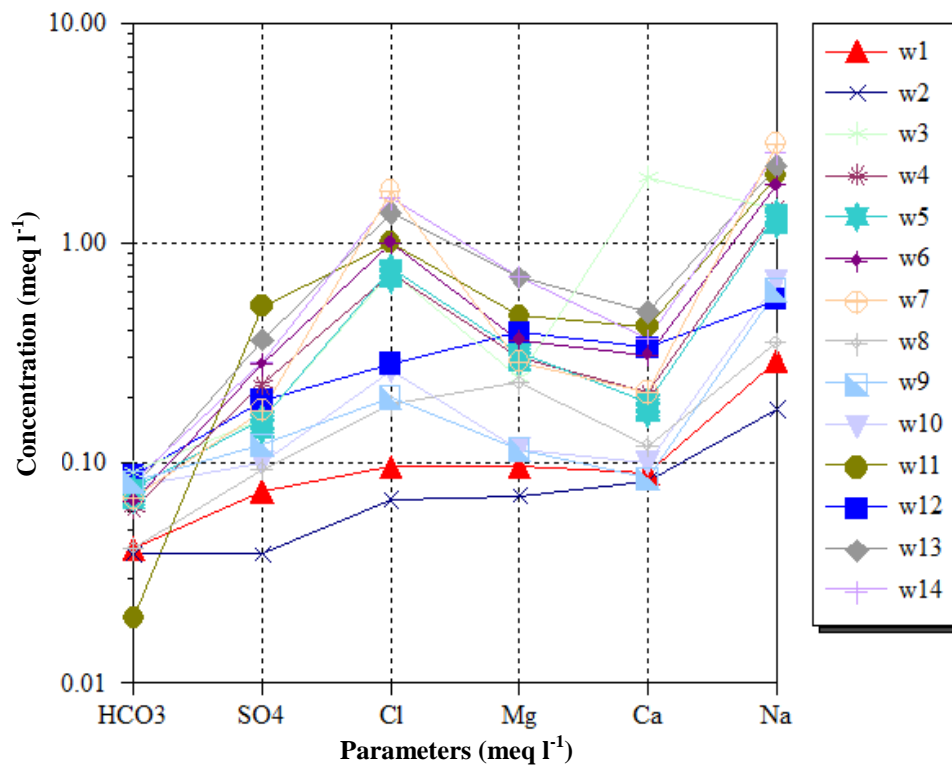 10.00
1.00
0.10
0.01
Concentration (meq l⁻¹)
HCO3 SO4 Cl Mg Ca Na
Parameters (meq l⁻¹)
w1
w2
w3
w4
w5
w6
w7
w8
w9
w10
w11
w12
w13
w14